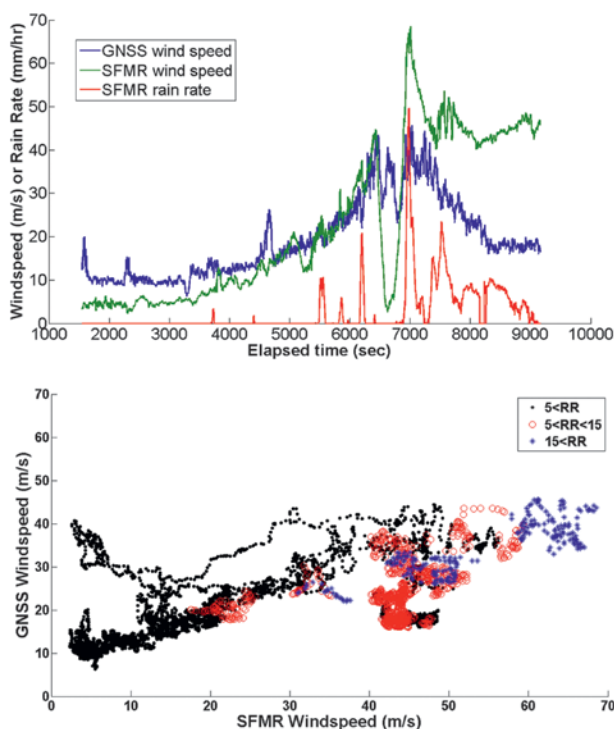 70
60
50
40
30
20
10
0
Windspeed (m/s) or Rain Rate (mm/hr)
GNSS wind speed
SFMR wind speed
SFMR rain rate
1000 2000 3000 4000 5000 6000 7000 8000 9000 10000
Elapsed time (sec)
70
60
50
40
30
20
10
0
GNSS Windspeed (m/s)
5<RR
5<RR<15
15<RR
0 10 20 30 40 50 60 70
SFMR Windspeed (m/s)